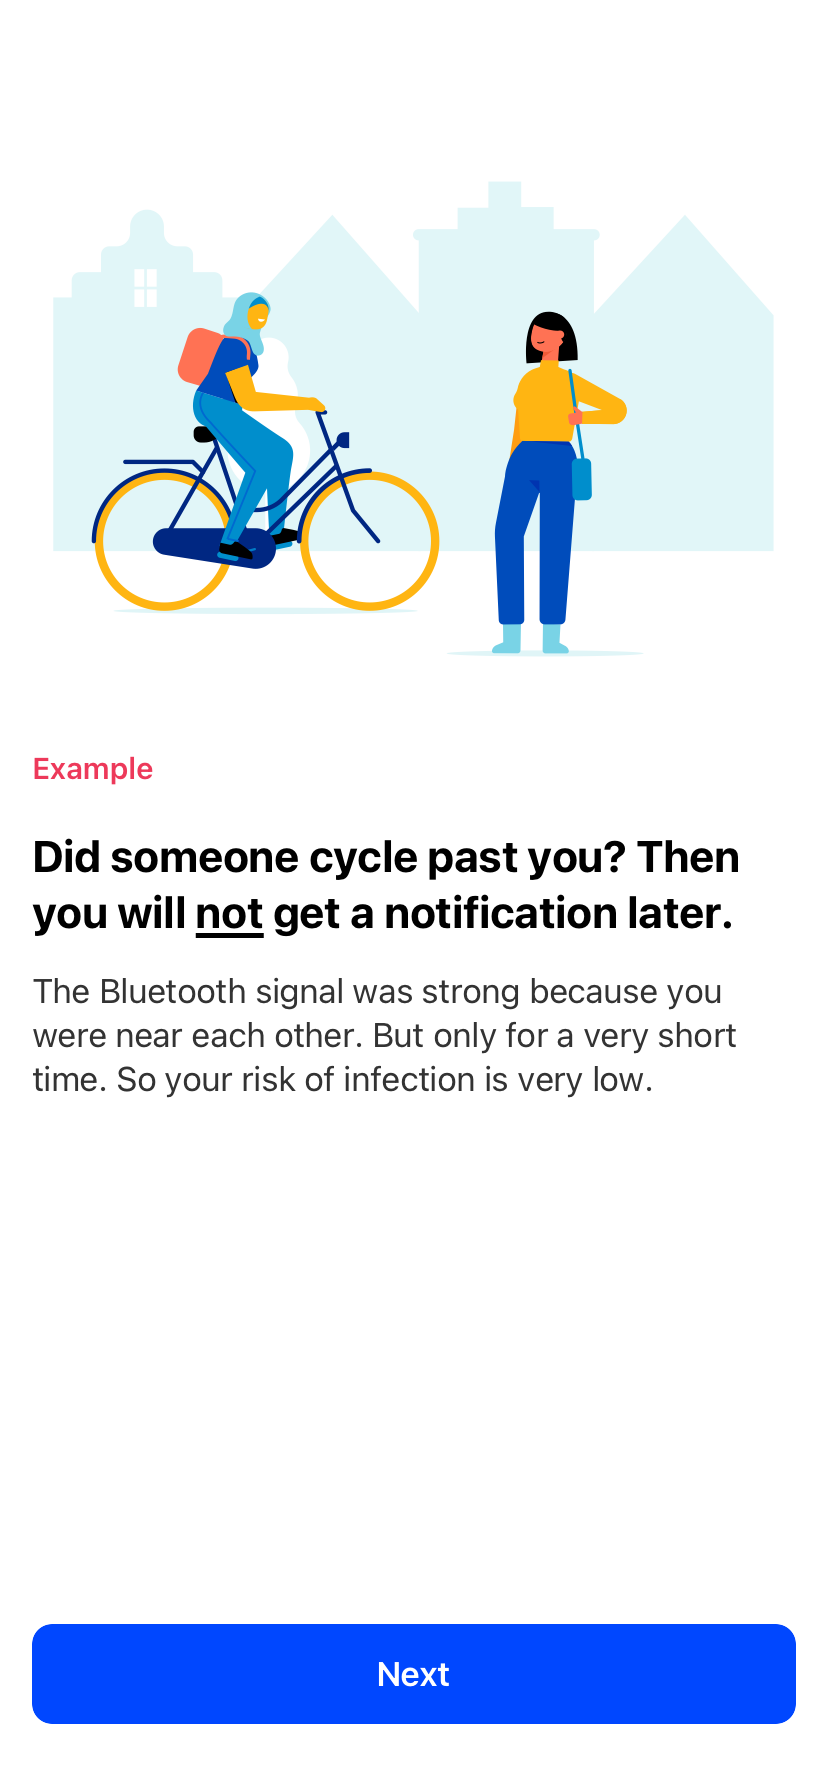 Example
Did someone cycle past you? Then
you will not get a notification later.
The Bluetooth signal was strong because you
were near each other. But only for a very short
time. So your risk of infection is very low.
Next